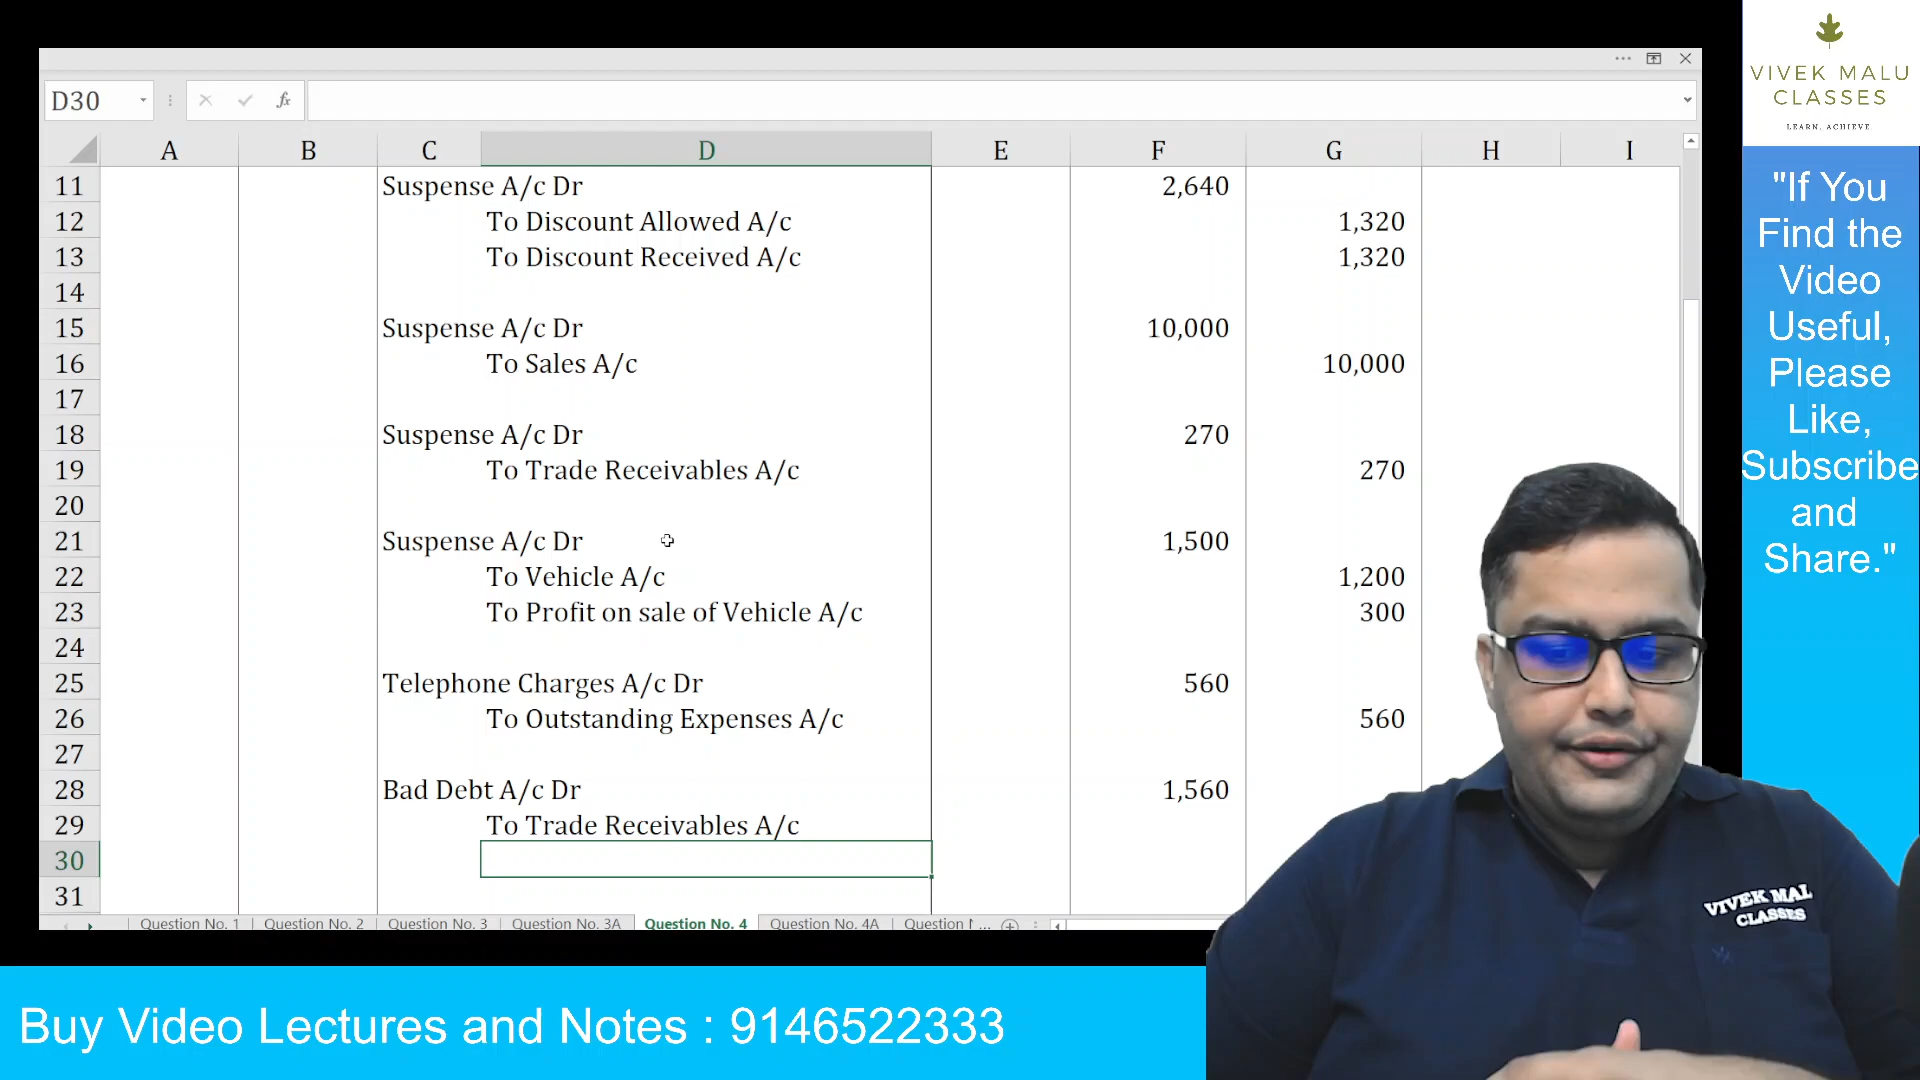 D30 fx
A B C D E F G H I
11 Suspense A/c Dr 2,640
12 To Discount Allowed A/c 1,320
13 To Discount Received A/c 1,320
14
15 Suspense A/c Dr 10,000
16 To Sales A/c 10,000
17
18 Suspense A/c Dr 270
19 To Trade Receivables A/c 270
20
21 Suspense A/c Dr 1,500
22 To Vehicle A/c 1,200
23 To Profit on sale of Vehicle A/c 300
24
25 Telephone Charges A/c Dr 560
26 To Outstanding Expenses A/c 560
27
28 Bad Debt A/c Dr 1,560
29 To Trade Receivables A/c
30
31
Question No. 1 Question No. 2 Question No. 3 Question No. 3A Question No. 4 Question No. 4A Question ...
VIVEK MALU
CLASSES
LEARN. ACHIEVE.
"If You
Find the
Video
Useful,
Please
Like,
Subscribe
and
Share."
VIVEK MAL
CLASSES
Buy Video Lectures and Notes : 9146522333